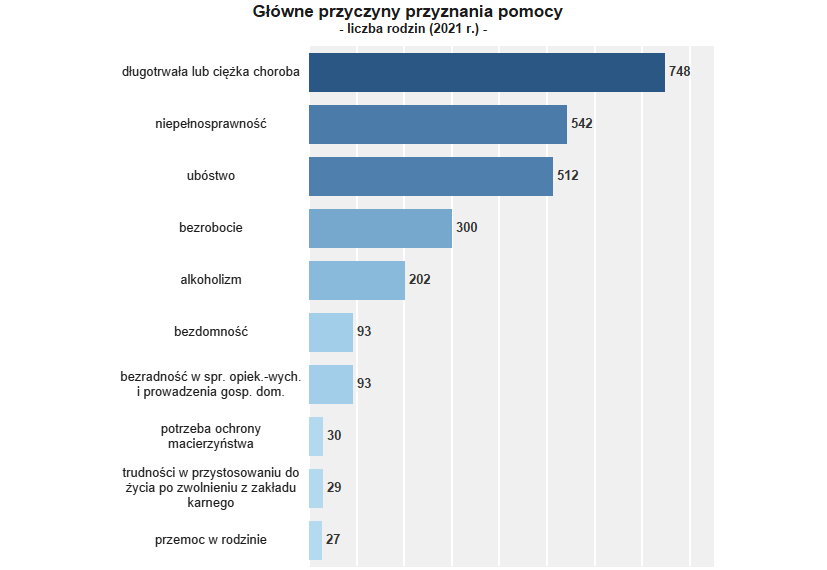 Główne przyczyny przyznania pomocy
- liczba rodzin (2021 r.) -
długotrwała lub ciężka choroba 748
niepełnosprawność 542
ubóstwo 512
bezrobocie 300
alkoholizm 202
bezdomność 93
bezradność w spr. opiek.-wych.
i prowadzenia gosp. dom. 93
potrzeba ochrony
macierzyństwa 30
trudności w przystosowaniu do
życia po zwolnieniu z zakładu
karnego 29
przemoc w rodzinie 27